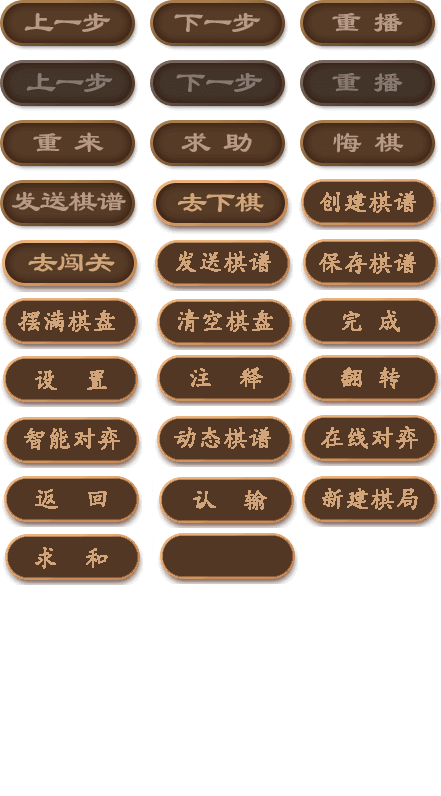 上一步 下一步 重播
上一步 下一步 重播
重来 求助 悔棋
发送棋谱 去下棋 创建棋谱
去闯关 发送棋谱 保存棋谱
摆满棋盘 清空棋盘 完成
设置 注释 翻转
智能对弈 动态棋谱 在线对弈
返回 认输 新建棋局
求和